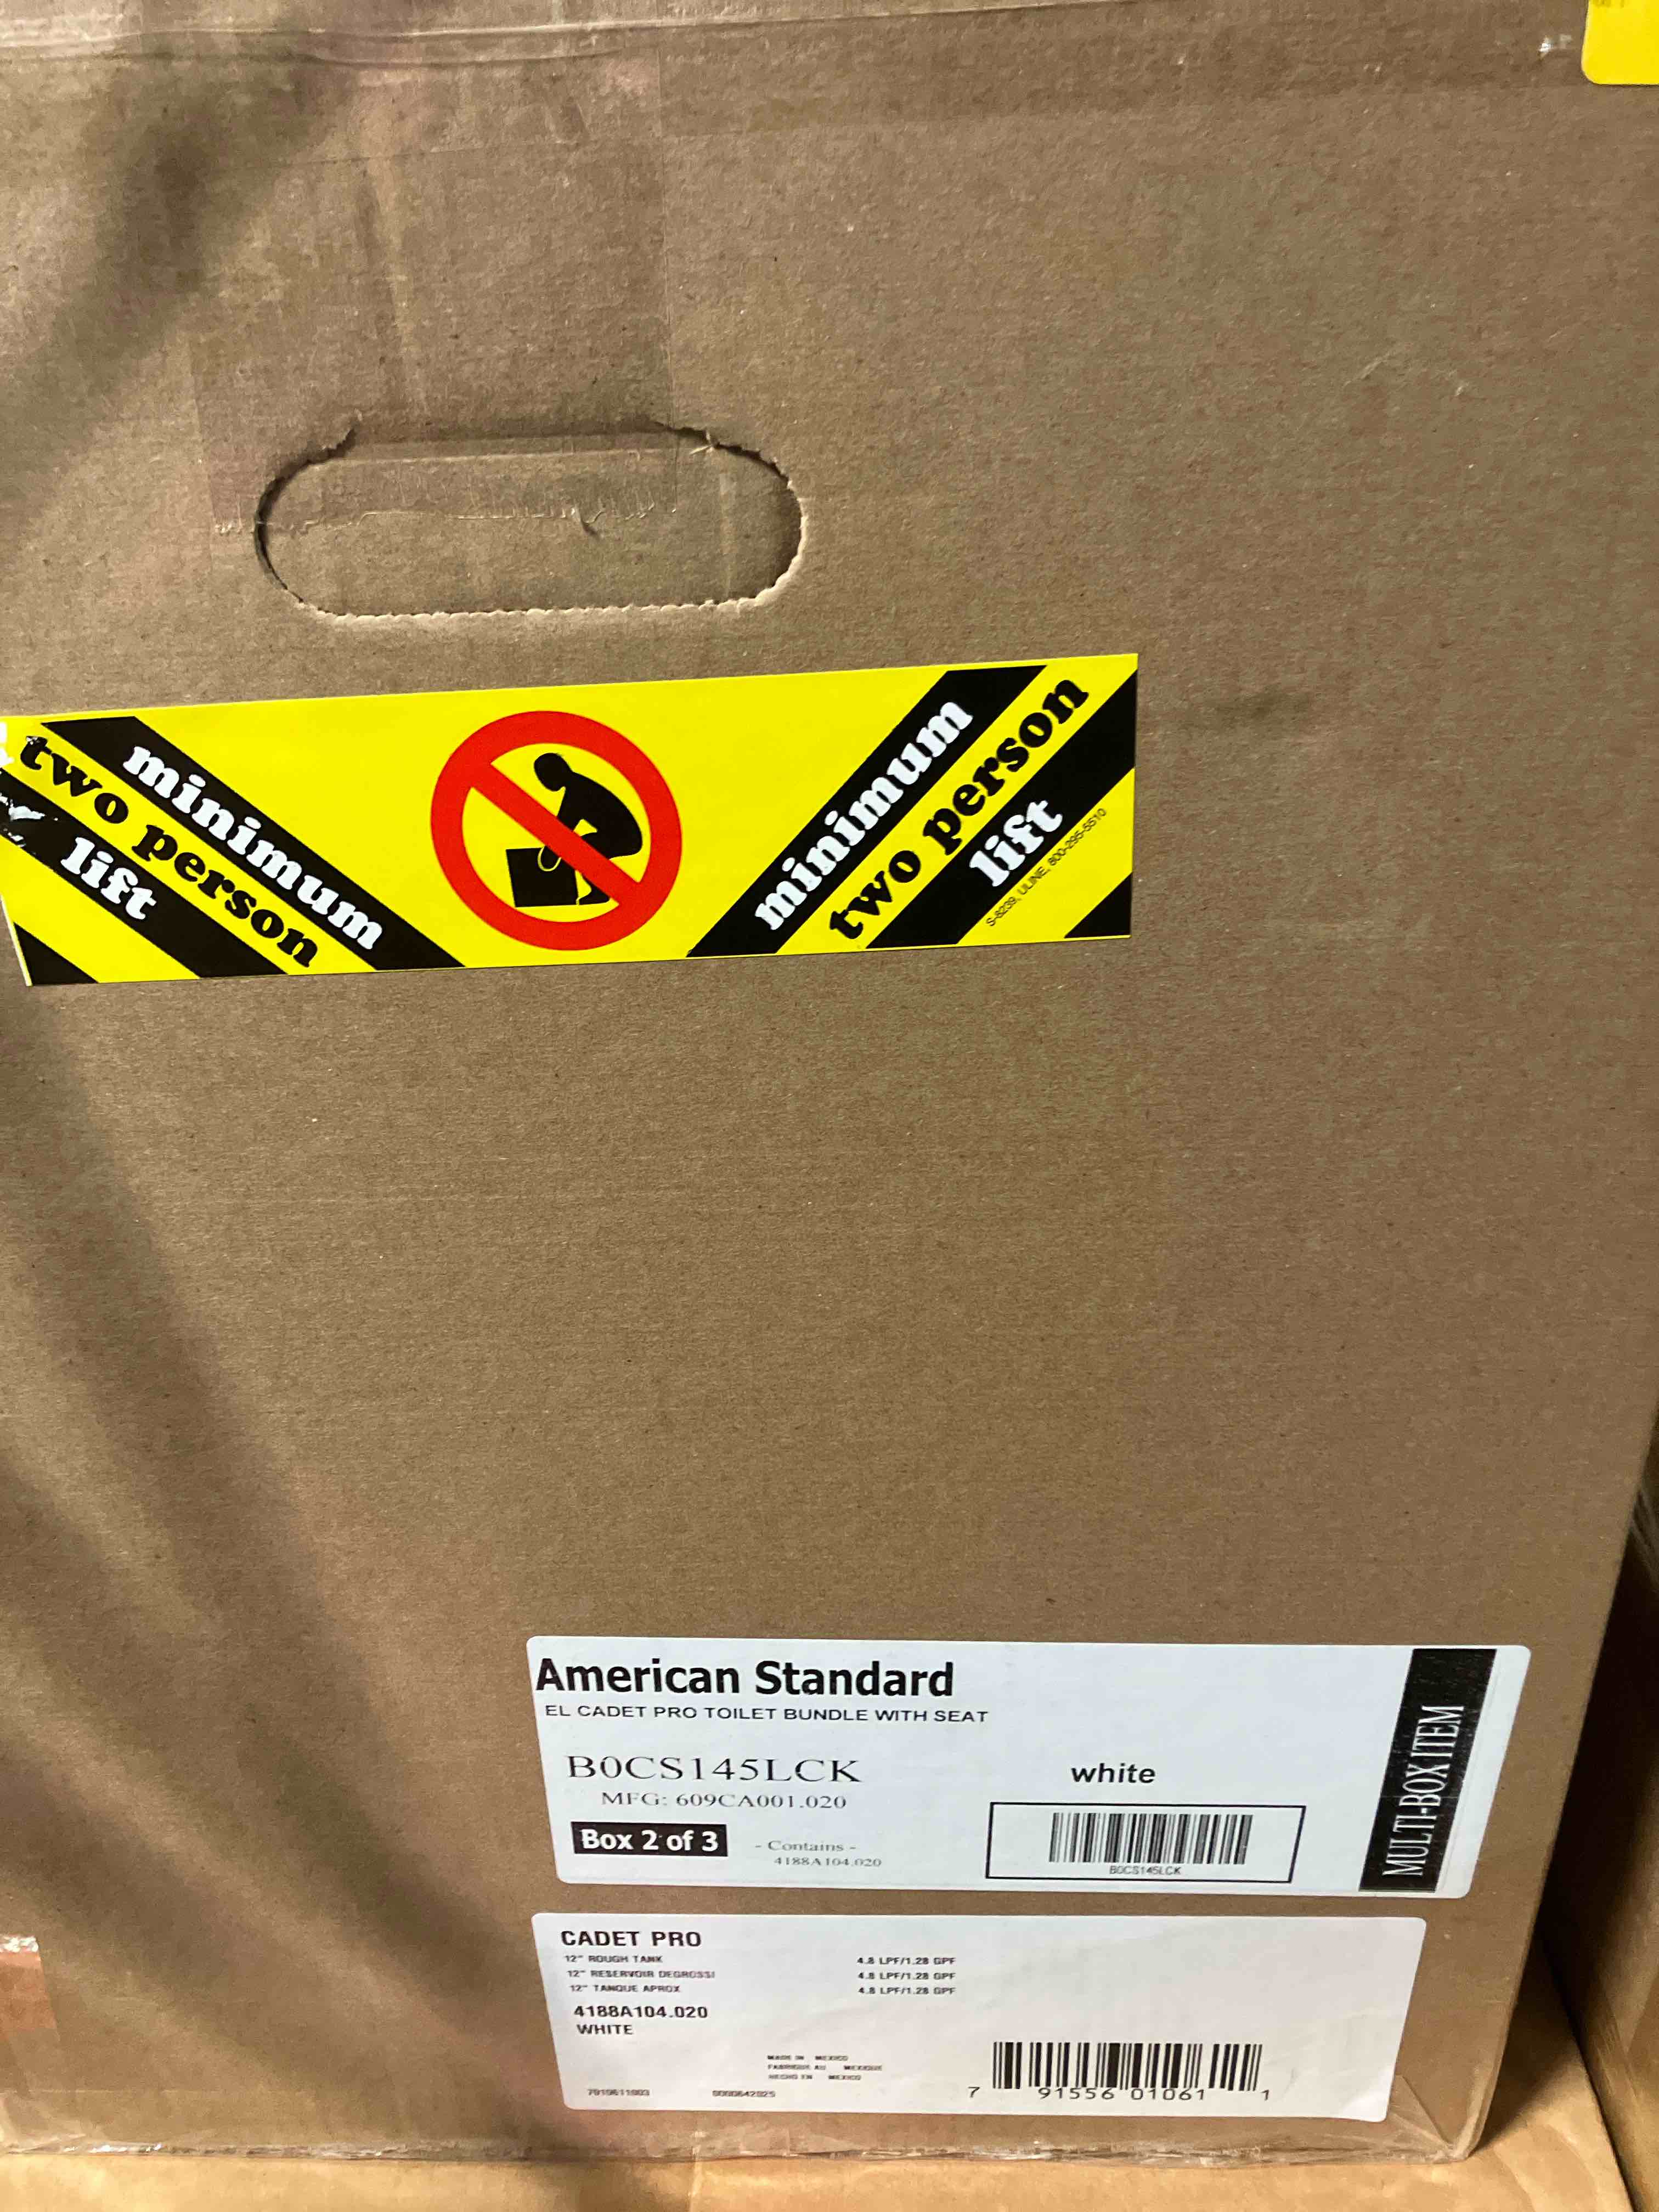 minimum
two person
lift
minimum
two person
lift
S-8239, ULINE, 800-295-5510
American Standard
EL CADET PRO TOILET BUNDLE WITH SEAT
B0CS145LCK
MFG: 609CA001.020
white
Box 2 of 3
- Contains -
4188A104.020
B0CS145LCK
MULTI-BOX ITEM
CADET PRO
12" ROUGH TANK 4.8 LPF/1.28 GPF
12" RESERVOIR DEGROSSI 4.8 LPF/1.28 GPF
12" TANQUE APROX 4.8 LPF/1.28 GPF
4188A104.020
WHITE
MADE IN MEXICO
FABRIQUE AU MEXIQUE
HECHO EN MEXICO
7 91556 01061 1